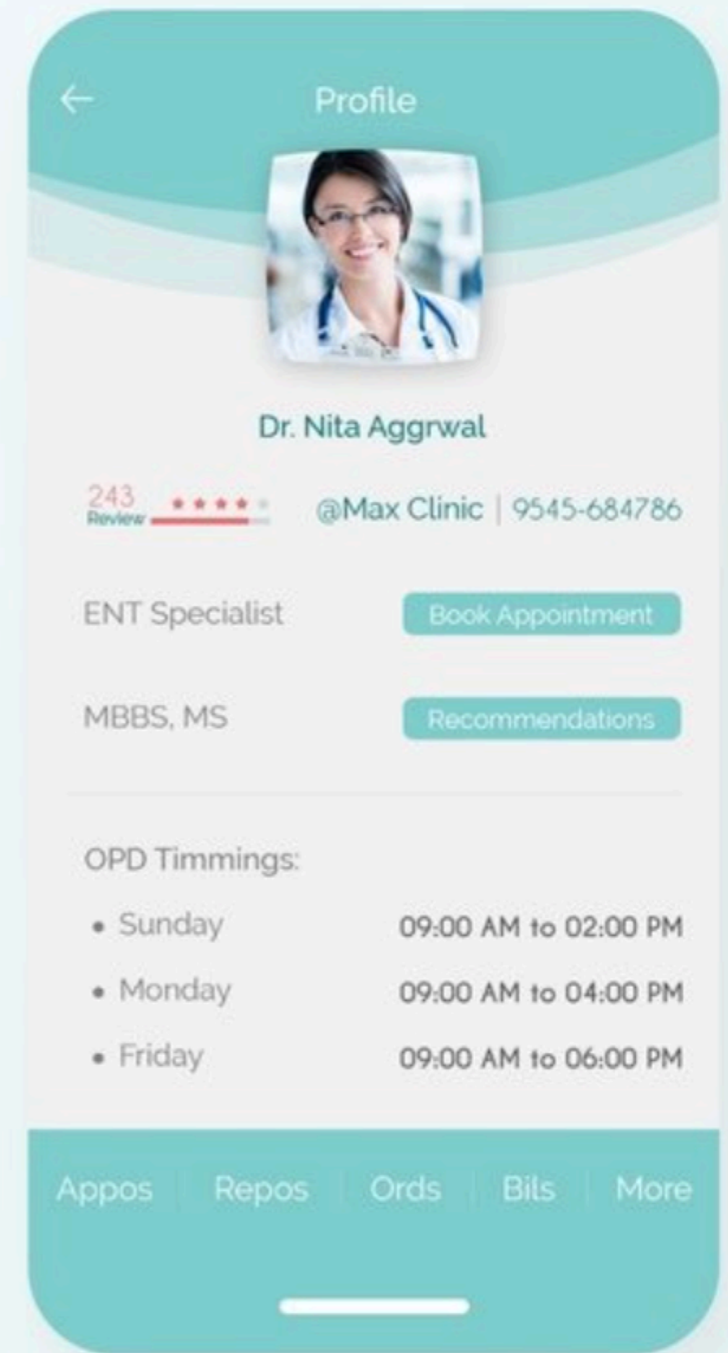 Profile
Dr. Nita Aggrwal
243
Review
@Max Clinic | 9545-684786
ENT Specialist
Book Appointment
MBBS, MS
Recommendations
OPD Timmings:
• Sunday 09:00 AM to 02:00 PM
• Monday 09:00 AM to 04:00 PM
• Friday 09:00 AM to 06:00 PM
Appos | Repos | Ords | Bils | More